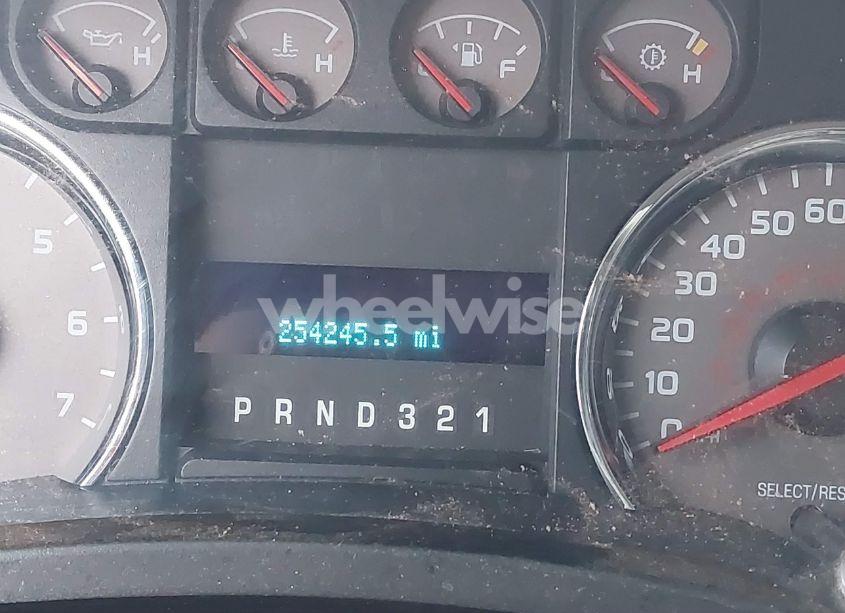 H
H
F
H
5
6
7
wheelwise
254245.5 mi
P R N D 3 2 1
60
50
40
30
20
10
0
SELECT/RES